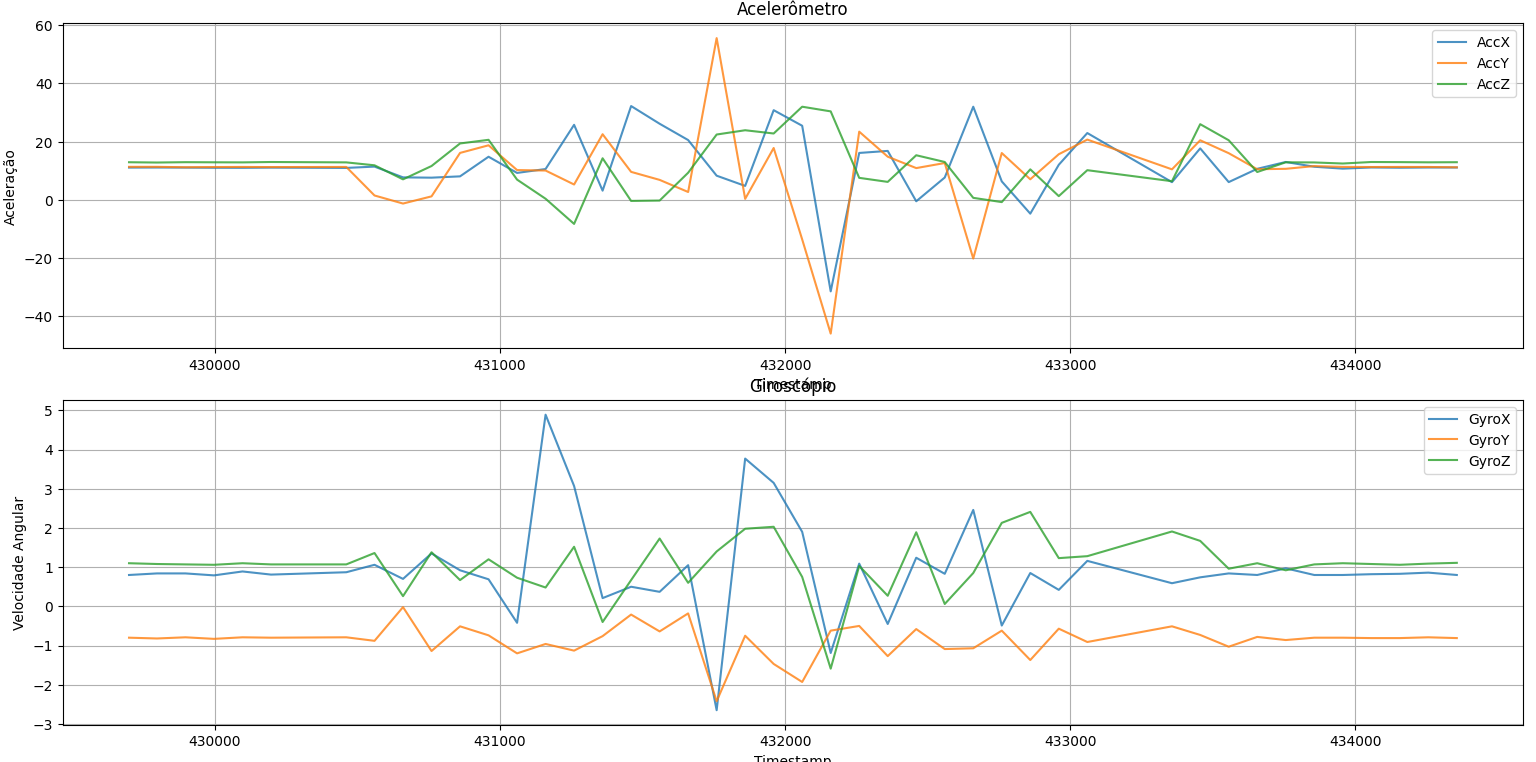 Acelerômetro
60
40
20
0
−20
−40
Aceleração
AccX
AccY
AccZ
430000
431000
432000
433000
434000
Timestamp
Giroscópio
5
4
3
2
1
0
−1
−2
−3
Velocidade Angular
GyroX
GyroY
GyroZ
430000
431000
432000
433000
434000
Timestamp